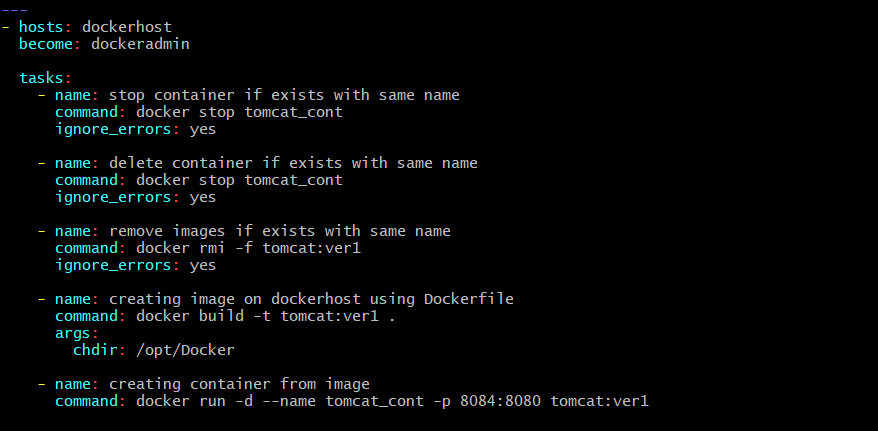 ---
- hosts: dockerhost
  become: dockeradmin

  tasks:
    - name: stop container if exists with same name
      command: docker stop tomcat_cont
      ignore_errors: yes

    - name: delete container if exists with same name
      command: docker stop tomcat_cont
      ignore_errors: yes

    - name: remove images if exists with same name
      command: docker rmi -f tomcat:ver1
      ignore_errors: yes

    - name: creating image on dockerhost using Dockerfile
      command: docker build -t tomcat:ver1 .
      args:
        chdir: /opt/Docker

    - name: creating container from image
      command: docker run -d --name tomcat_cont -p 8084:8080 tomcat:ver1